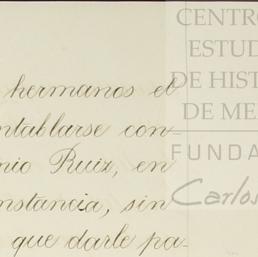 hermanos el
ntablarse con-
nio Ruiz, en
nstancia, sin
que darle pa-
CENTRO
ESTUD
DE HIST
DE ME
FUNDA
Carlos